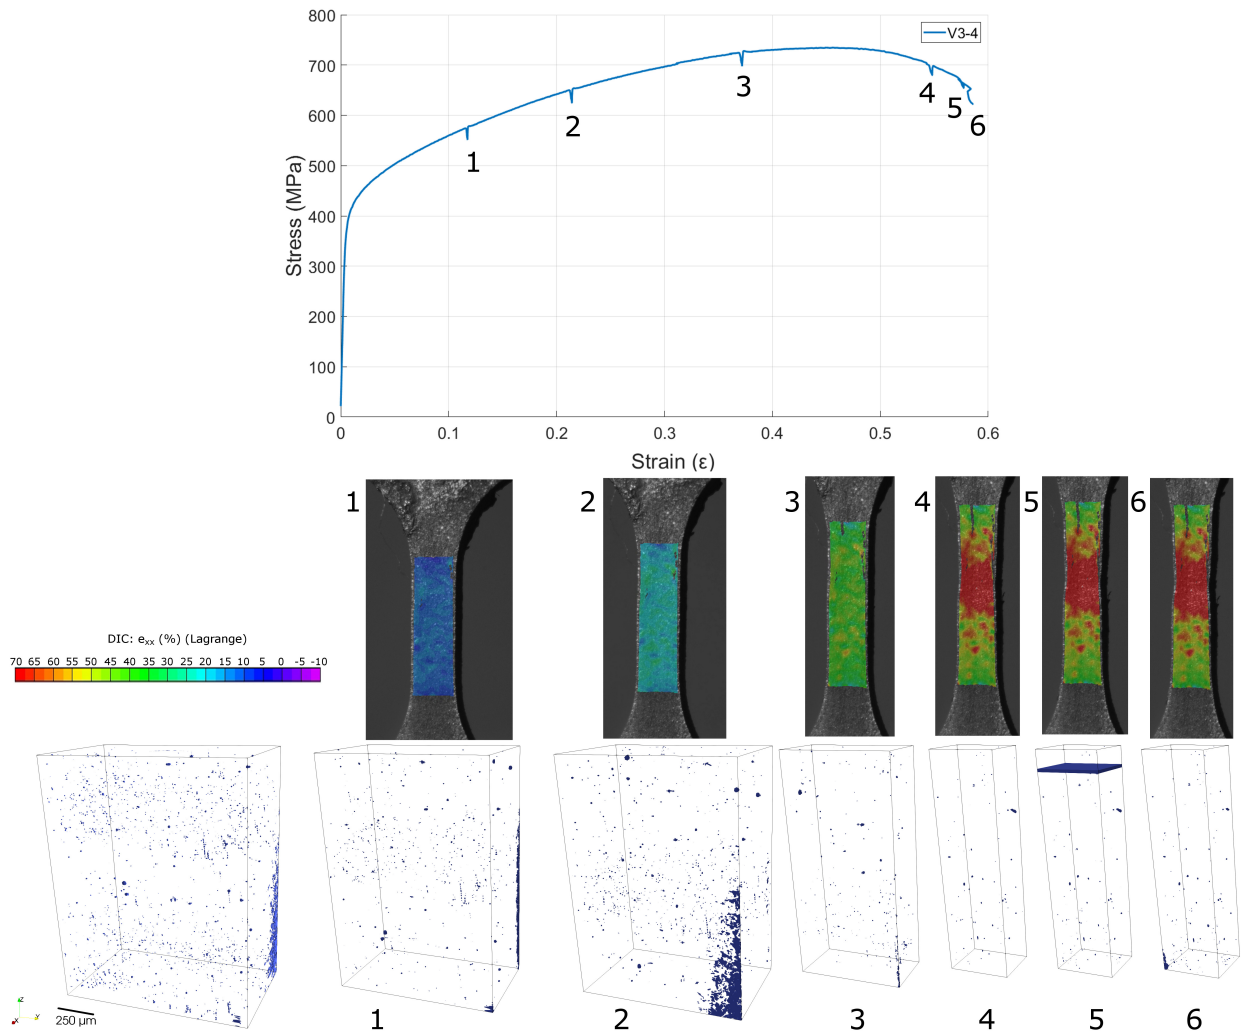 800
700
600
500
400
300
200
100
0
Stress (MPa)
V3-4
1
2
3
4
5
6
0 0.1 0.2 0.3 0.4 0.5 0.6
Strain (ε)
1 2 3 4 5 6
DIC: exx (%) (Lagrange)
70 65 60 55 50 45 40 35 30 25 20 15 10 5 0 -5 -10
Z
X
Y
250 µm
1 2 3 4 5 6